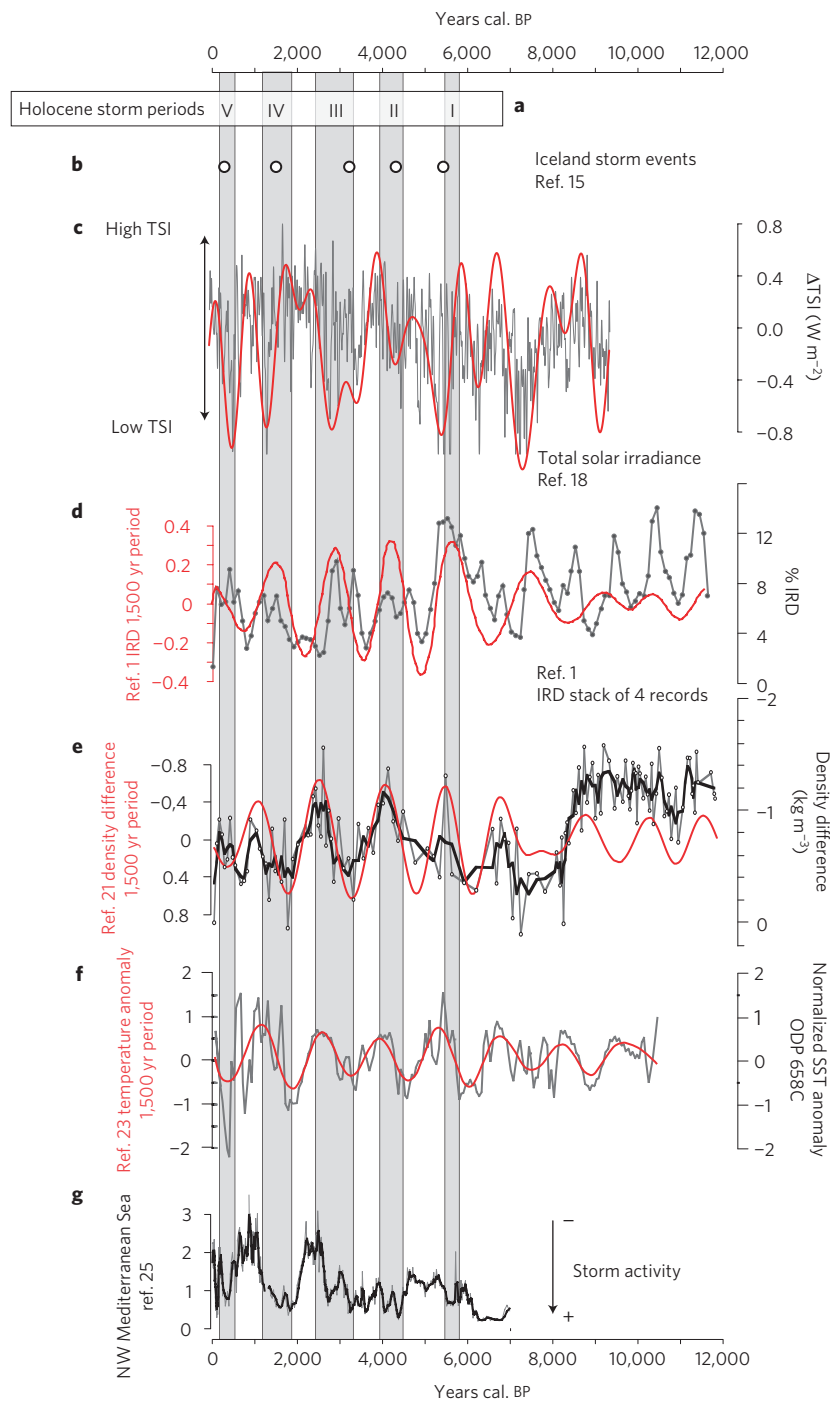 Years cal. BP
0 2,000 4,000 6,000 8,000 10,000 12,000
Holocene storm periods V IV III II I a
b
Iceland storm events
Ref. 15
c
High TSI
Low TSI
0.8
0.4
0.0
−0.4
−0.8
ΔTSI (W m−2)
Total solar irradiance
Ref. 18
d
Ref. 1 IRD 1,500 yr period
0.4
0.2
0
−0.2
−0.4
12
8
4
0
% IRD
Ref. 1
IRD stack of 4 records
e
Ref. 21 density difference
1,500 yr period
−0.8
−0.4
0
0.4
0.8
−2
−1
0
Density difference
(kg m−3)
f
Ref. 23 temperature anomaly
1,500 yr period
2
1
0
−1
−2
2
1
0
−1
−2
Normalized SST anomaly
ODP 658C
g
NW Mediterranean Sea
ref. 25
3
2
1
0
−
Storm activity
+
0 2,000 4,000 6,000 8,000 10,000 12,000
Years cal. BP